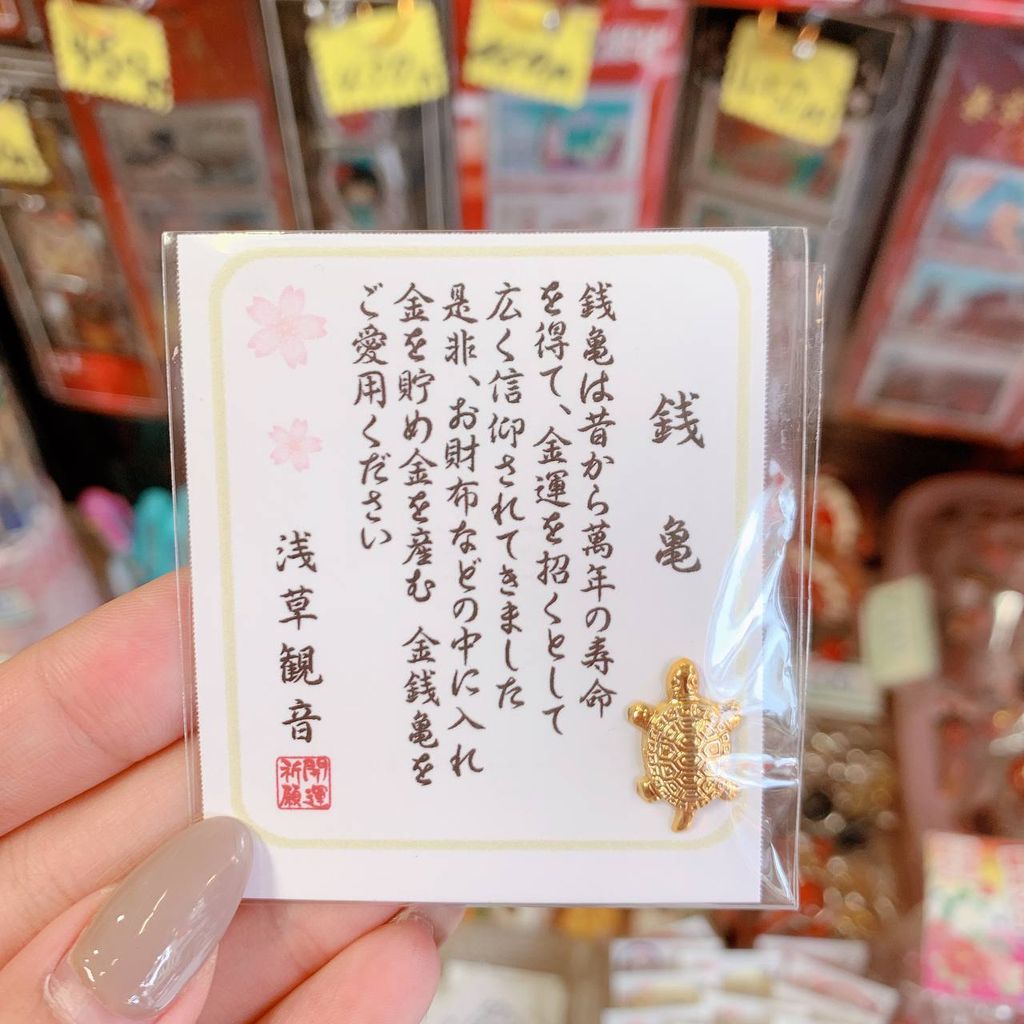 銭亀
銭亀は昔から萬年の寿命
を得て、金運を招くとして
広く信仰されてきました
是非、お財布などの中に入れ
金を貯め金を産む 金銭亀を
ご愛用ください
浅草観音
開運
祈願